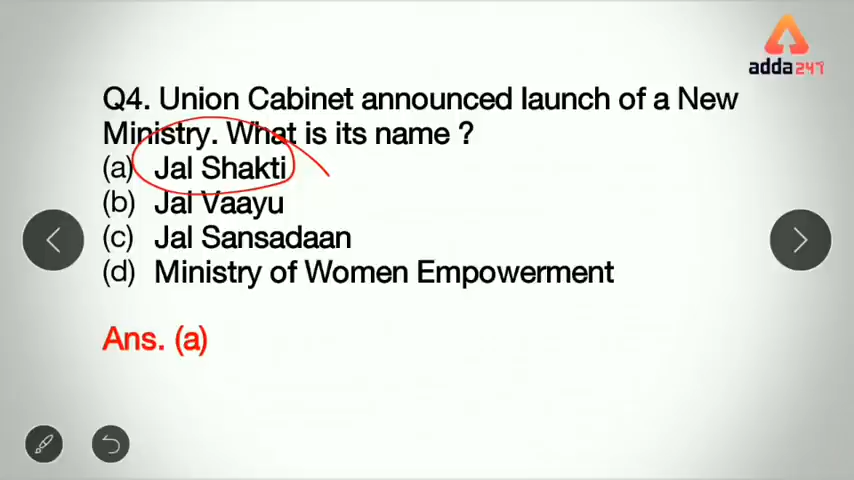 adda247
Q4. Union Cabinet announced launch of a New
Ministry. What is its name ?
(a) Jal Shakti
(b) Jal Vaayu
(c) Jal Sansadaan
(d) Ministry of Women Empowerment
Ans. (a)